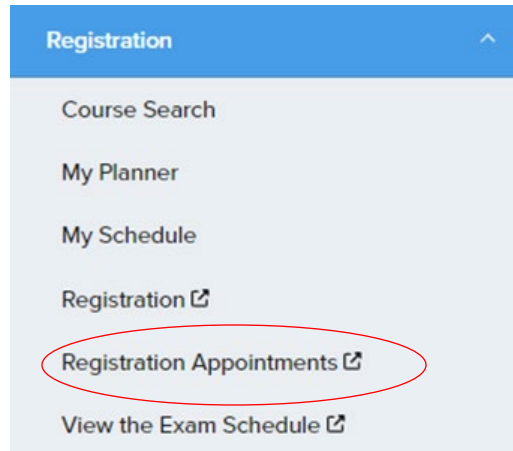 Registration
Course Search
My Planner
My Schedule
Registration
Registration Appointments
View the Exam Schedule